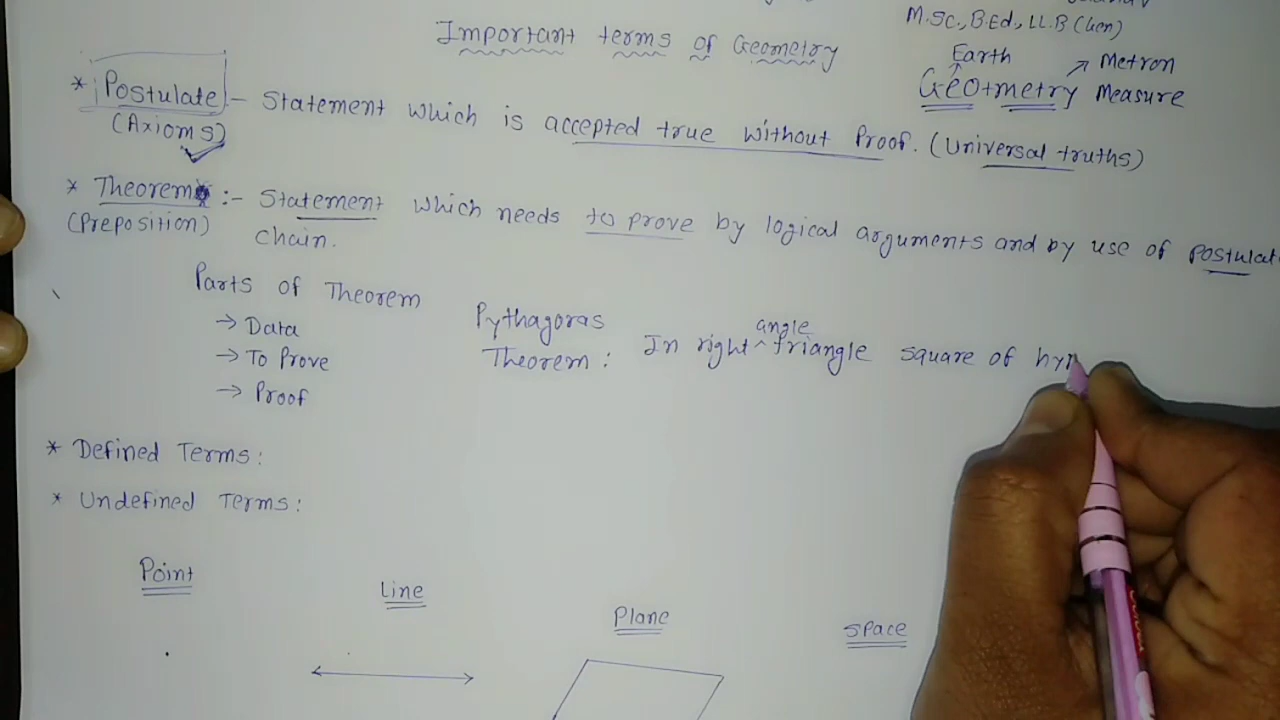 M.Sc., B.Ed., LL.B (Gen)
Important terms of Geometry
Earth
Metron
Geo+metry Measure
* Postulate :- Statement which is accepted true without Proof. (Universal truths)
(Axioms)
* Theorem :- Statement which needs to prove by logical arguments and by use of Postulat
(Preposition) chain.
Parts of Theorem
→ Data
→ To Prove
→ Proof
Pythagoras
Theorem : In right ^ triangle square of hyp
angle
* Defined Terms :
* Undefined Terms :
Point
Line
Plane
Space